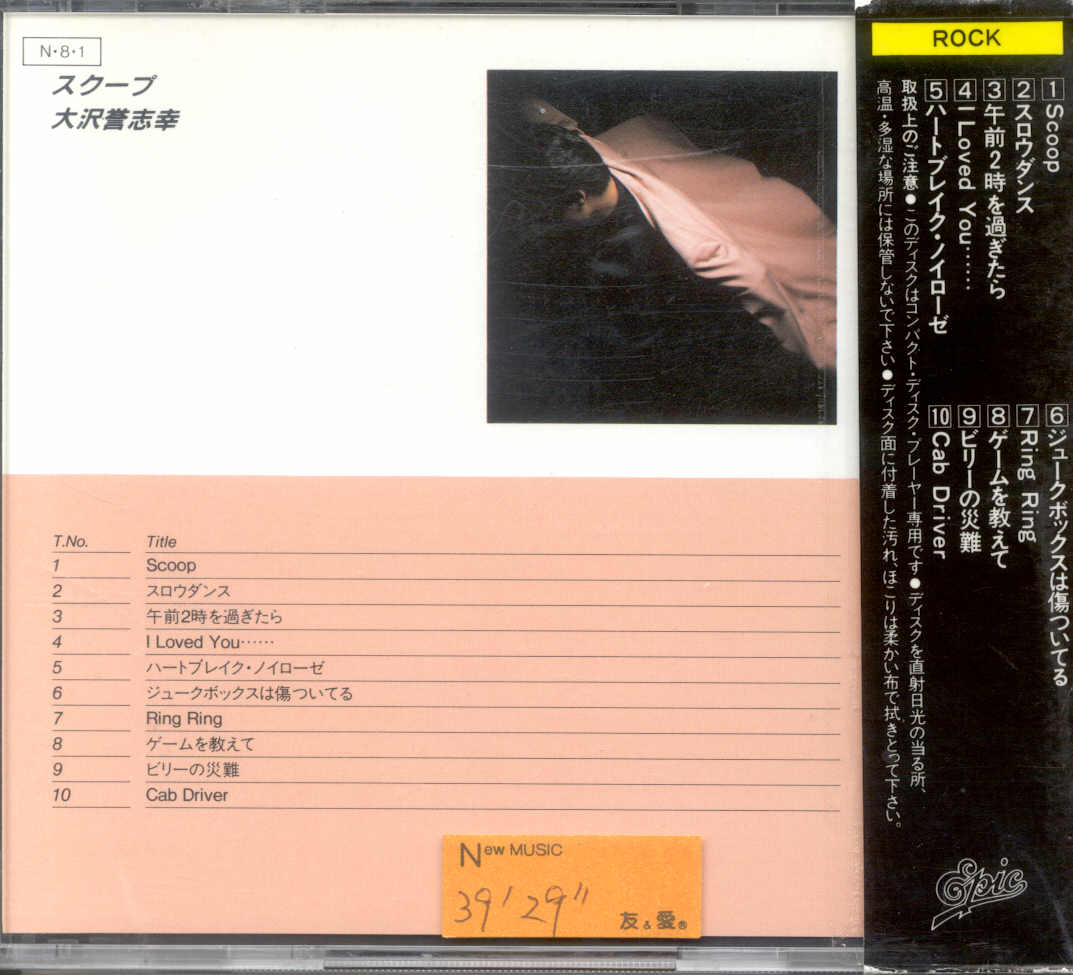 N・8・1
スクープ
大沢誉志幸
T.No. Title
1 Scoop
2 スロウダンス
3 午前2時を過ぎたら
4 I Loved You‥‥‥
5 ハートブレイク・ノイローゼ
6 ジュークボックスは傷ついてる
7 Ring Ring
8 ゲームを教えて
9 ビリーの災難
10 Cab Driver
New MUSIC
39' 29"
友 & 愛®
ROCK
1 Scoop
2 スロウダンス
3 午前2時を過ぎたら
4 I Loved You‥‥‥
5 ハートブレイク・ノイローゼ
6 ジュークボックスは傷ついてる
7 Ring Ring
8 ゲームを教えて
9 ビリーの災難
10 Cab Driver
取扱上のご注意●このディスクはコンパクト・ディスク・プレーヤー専用です●ディスクを直射日光の当る所、
高温・多湿な場所には保管しないで下さい●ディスク面に付着した汚れ、ほこりは柔かい布で拭きとって下さい。
Epic